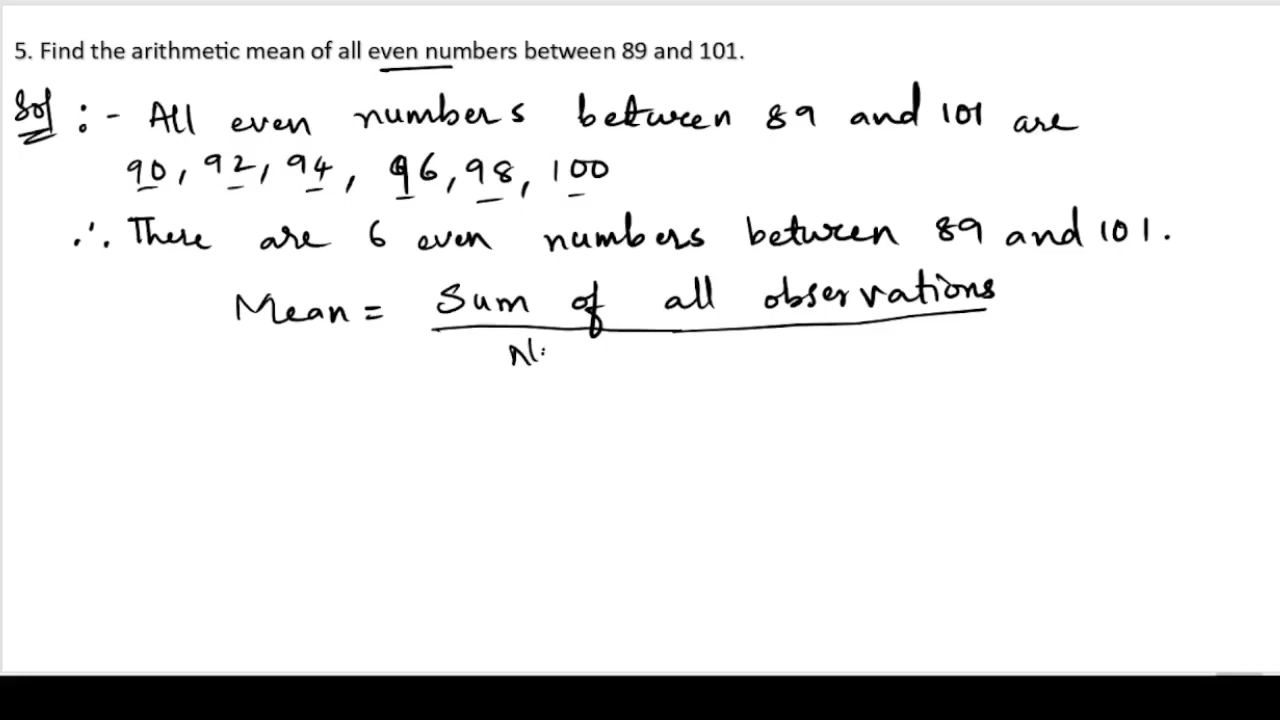 5. Find the arithmetic mean of all even numbers between 89 and 101.
Sol :- All even numbers between 89 and 101 are
90, 92, 94, 96, 98, 100
∴ There are 6 even numbers between 89 and 101.
Mean = Sum of all observations
N